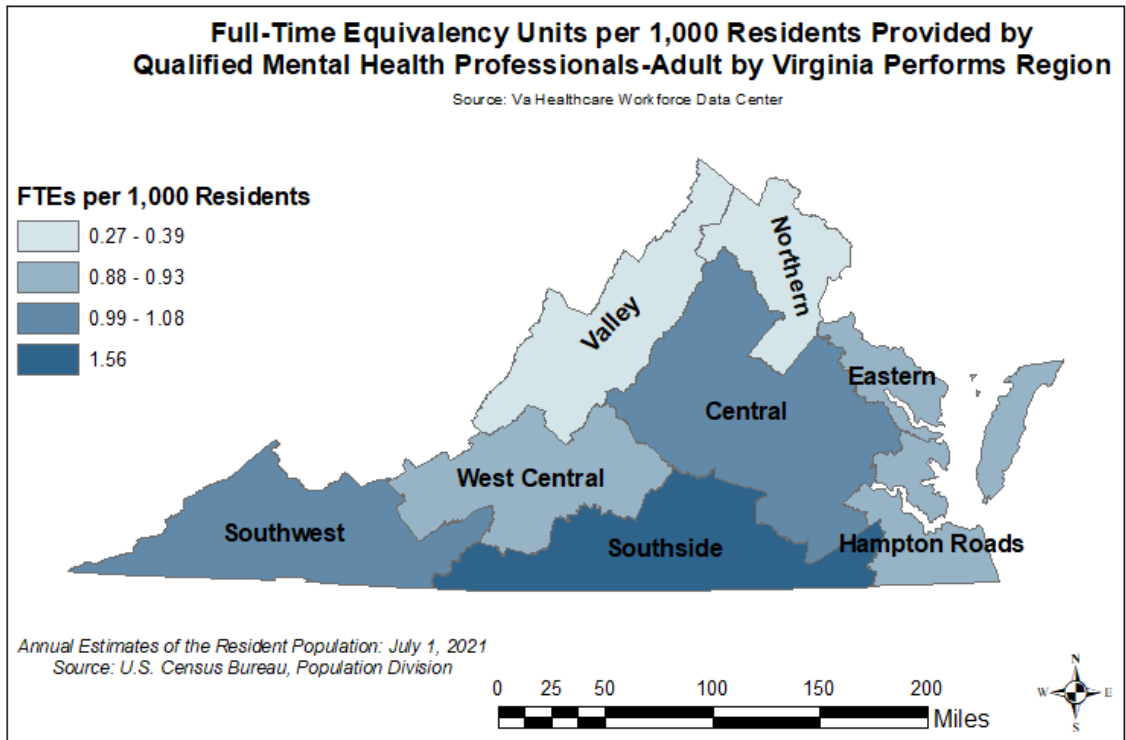 Full-Time Equivalency Units per 1,000 Residents Provided by
Qualified Mental Health Professionals-Adult by Virginia Performs Region
Source: Va Healthcare Workforce Data Center
FTEs per 1,000 Residents
0.27 - 0.39
0.88 - 0.93
0.99 - 1.08
1.56
Northern
Valley
Eastern
Central
West Central
Southwest
Southside
Hampton Roads
Annual Estimates of the Resident Population: July 1, 2021
Source: U.S. Census Bureau, Population Division
0 25 50 100 150 200
Miles
N
W E
S